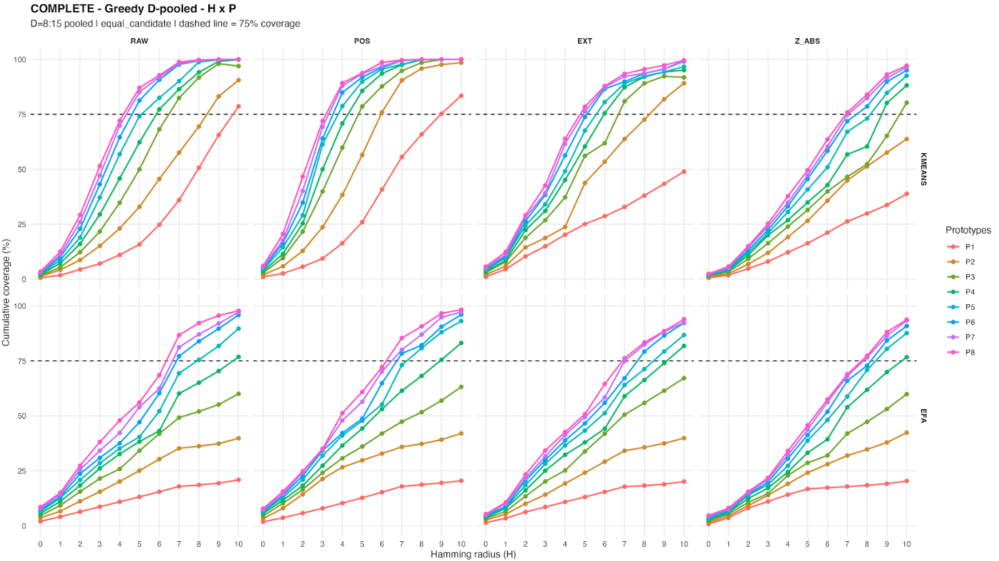 COMPLETE - Greedy D-pooled - H x P
D=8:15 pooled | equal_candidate | dashed line = 75% coverage
RAW POS EXT Z_ABS
100
75
50
25
0
KMEANS
100
75
50
25
0
EFA
Cumulative coverage (%)
0 1 2 3 4 5 6 7 8 9 10 0 1 2 3 4 5 6 7 8 9 10 0 1 2 3 4 5 6 7 8 9 10 0 1 2 3 4 5 6 7 8 9 10
Hamming radius (H)
Prototypes
P1
P2
P3
P4
P5
P6
P7
P8